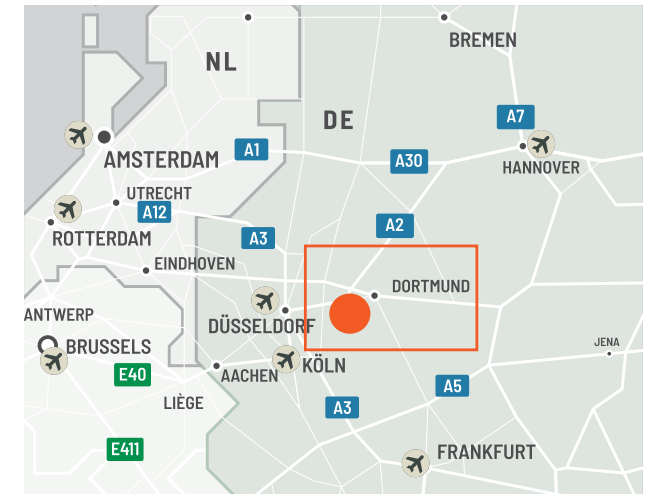 BREMEN
NL
DE
A7
AMSTERDAM
A1
A30
HANNOVER
UTRECHT
A12
A2
ROTTERDAM
A3
EINDHOVEN
DORTMUND
ANTWERP
DÜSSELDORF
BRUSSELS
JENA
KÖLN
AACHEN
E40
A5
LIÈGE
A3
E411
FRANKFURT